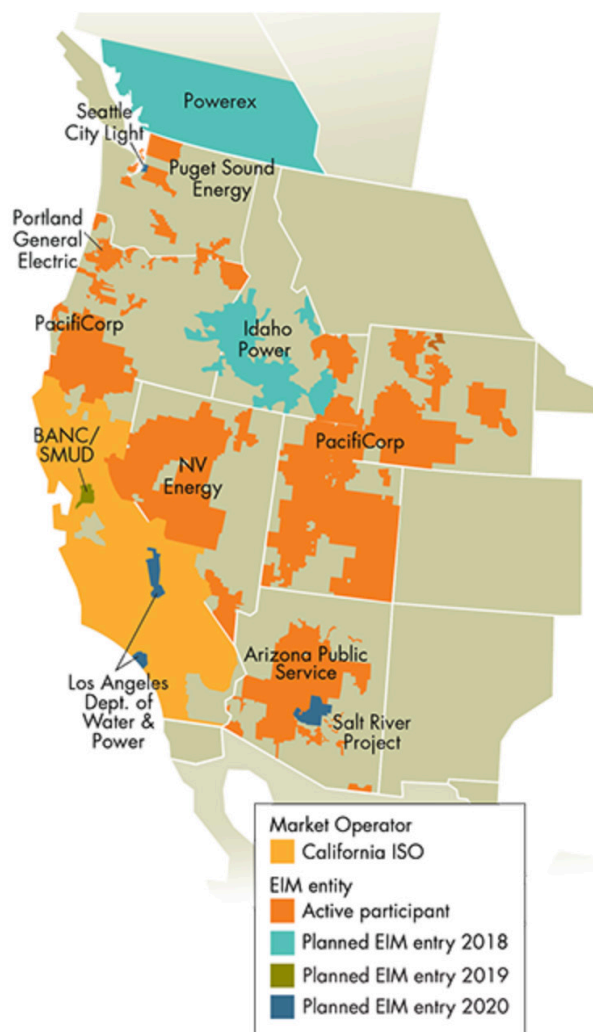 Powerex
Seattle
City Light
Puget Sound
Energy
Portland
General
Electric
PacifiCorp
Idaho
Power
BANC/
SMUD
NV
Energy
PacifiCorp
Los Angeles
Dept. of
Water &
Power
Arizona Public
Service
Salt River
Project
Market Operator
California ISO
EIM entity
Active participant
Planned EIM entry 2018
Planned EIM entry 2019
Planned EIM entry 2020